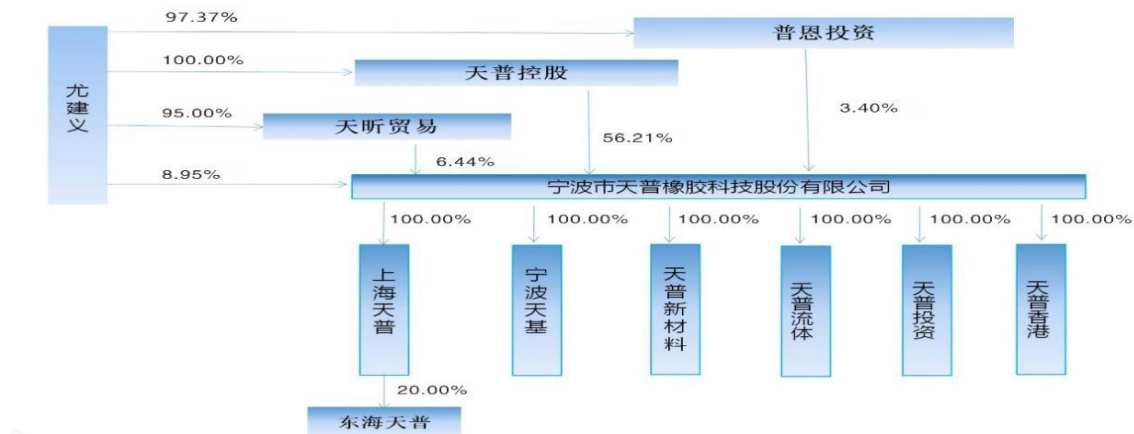 97.37%
普恩投资
100.00%
天普控股
尤建义
3.40%
95.00%
天昕贸易
56.21%
6.44%
8.95%
宁波市天普橡胶科技股份有限公司
100.00%
100.00%
100.00%
100.00%
100.00%
100.00%
上海天普
宁波天基
天普新材料
天普流体
天普投资
天普香港
20.00%
东海天普